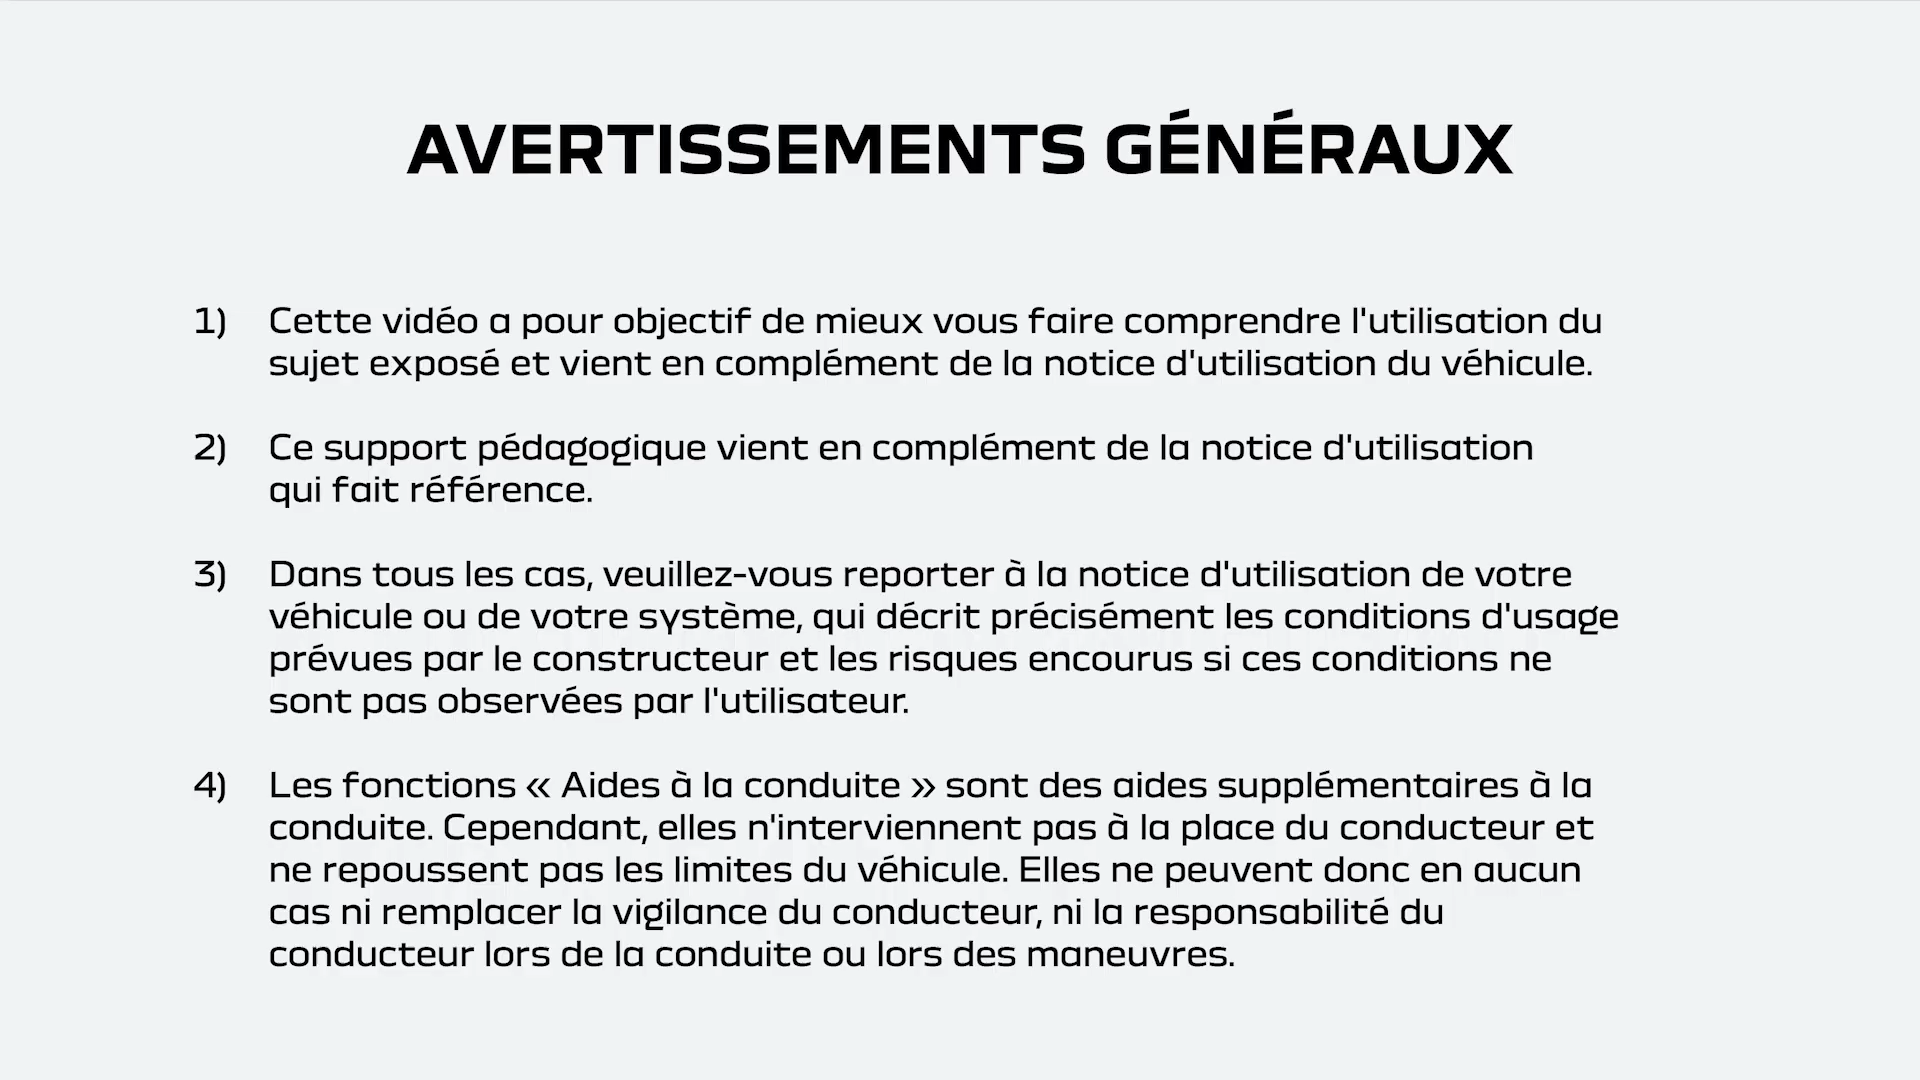 AVERTISSEMENTS GÉNÉRAUX
1) Cette vidéo a pour objectif de mieux vous faire comprendre l'utilisation du
sujet exposé et vient en complément de la notice d'utilisation du véhicule.
2) Ce support pédagogique vient en complément de la notice d'utilisation
qui fait référence.
3) Dans tous les cas, veuillez-vous reporter à la notice d'utilisation de votre
véhicule ou de votre système, qui décrit précisément les conditions d'usage
prévues par le constructeur et les risques encourus si ces conditions ne
sont pas observées par l'utilisateur.
4) Les fonctions « Aides à la conduite » sont des aides supplémentaires à la
conduite. Cependant, elles n'interviennent pas à la place du conducteur et
ne repoussent pas les limites du véhicule. Elles ne peuvent donc en aucun
cas ni remplacer la vigilance du conducteur, ni la responsabilité du
conducteur lors de la conduite ou lors des maneuvres.